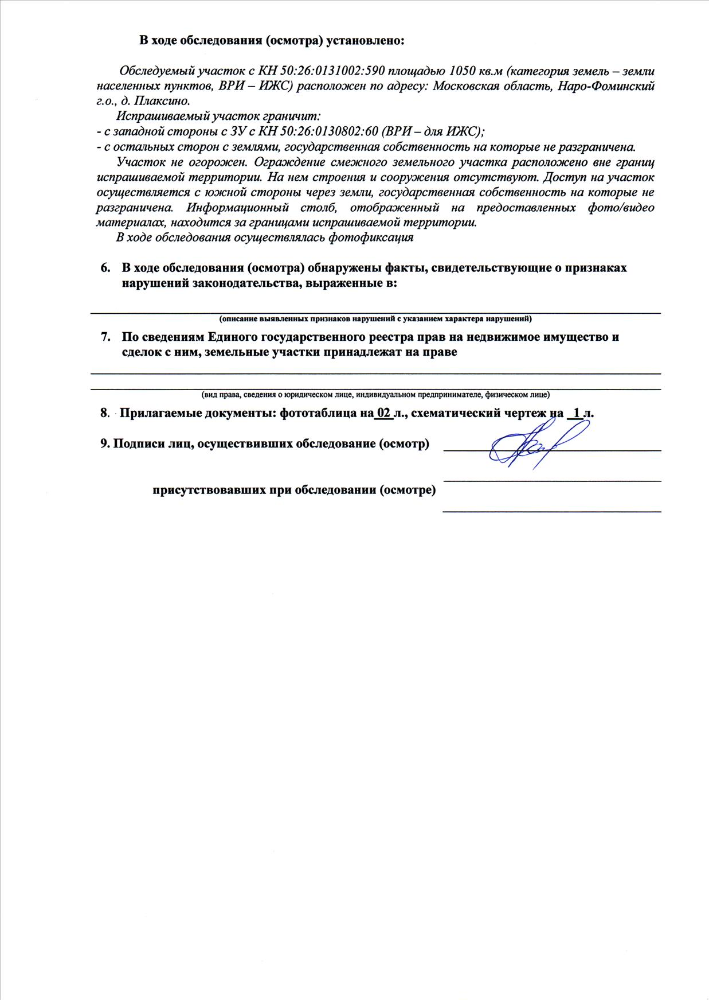 В ходе обследования (осмотра) установлено:
Обследуемый участок с КН 50:26:0131002:590 площадью 1050 кв.м (категория земель – земли
населенных пунктов, ВРИ – ИЖС) расположен по адресу: Московская область, Наро-Фоминский
г.о., д. Плаксино.
Испрашиваемый участок граничит:
- с западной стороны с ЗУ с КН 50:26:0130802:60 (ВРИ – для ИЖС);
- с остальных сторон с землями, государственная собственность на которые не разграничена.
Участок не огорожен. Ограждение смежного земельного участка расположено вне границ
испрашиваемой территории. На нем строения и сооружения отсутствуют. Доступ на участок
осуществляется с южной стороны через земли, государственная собственность на которые не
разграничена. Информационный столб, отображенный на предоставленных фото/видео
материалах, находится за границами испрашиваемой территории.
В ходе обследования осуществлялась фотофиксация
6. В ходе обследования (осмотра) обнаружены факты, свидетельствующие о признаках
нарушений законодательства, выраженные в:
(описание выявленных признаков нарушений с указанием характера нарушений)
7. По сведениям Единого государственного реестра прав на недвижимое имущество и
сделок с ним, земельные участки принадлежат на праве
(вид права, сведения о юридическом лице, индивидуальном предпринимателе, физическом лице)
8. Прилагаемые документы: фототаблица на 02 л., схематический чертеж на 1 л.
9. Подписи лиц, осуществивших обследование (осмотр)
присутствовавших при обследовании (осмотре)